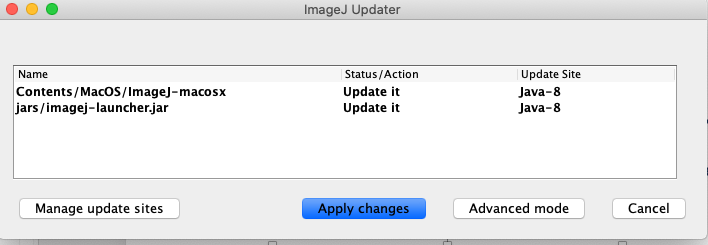 ImageJ Updater
Name Status/Action Update Site
Contents/MacOS/ImageJ-macosx Update it Java-8
jars/imagej-launcher.jar Update it Java-8
Manage update sites Apply changes Advanced mode Cancel